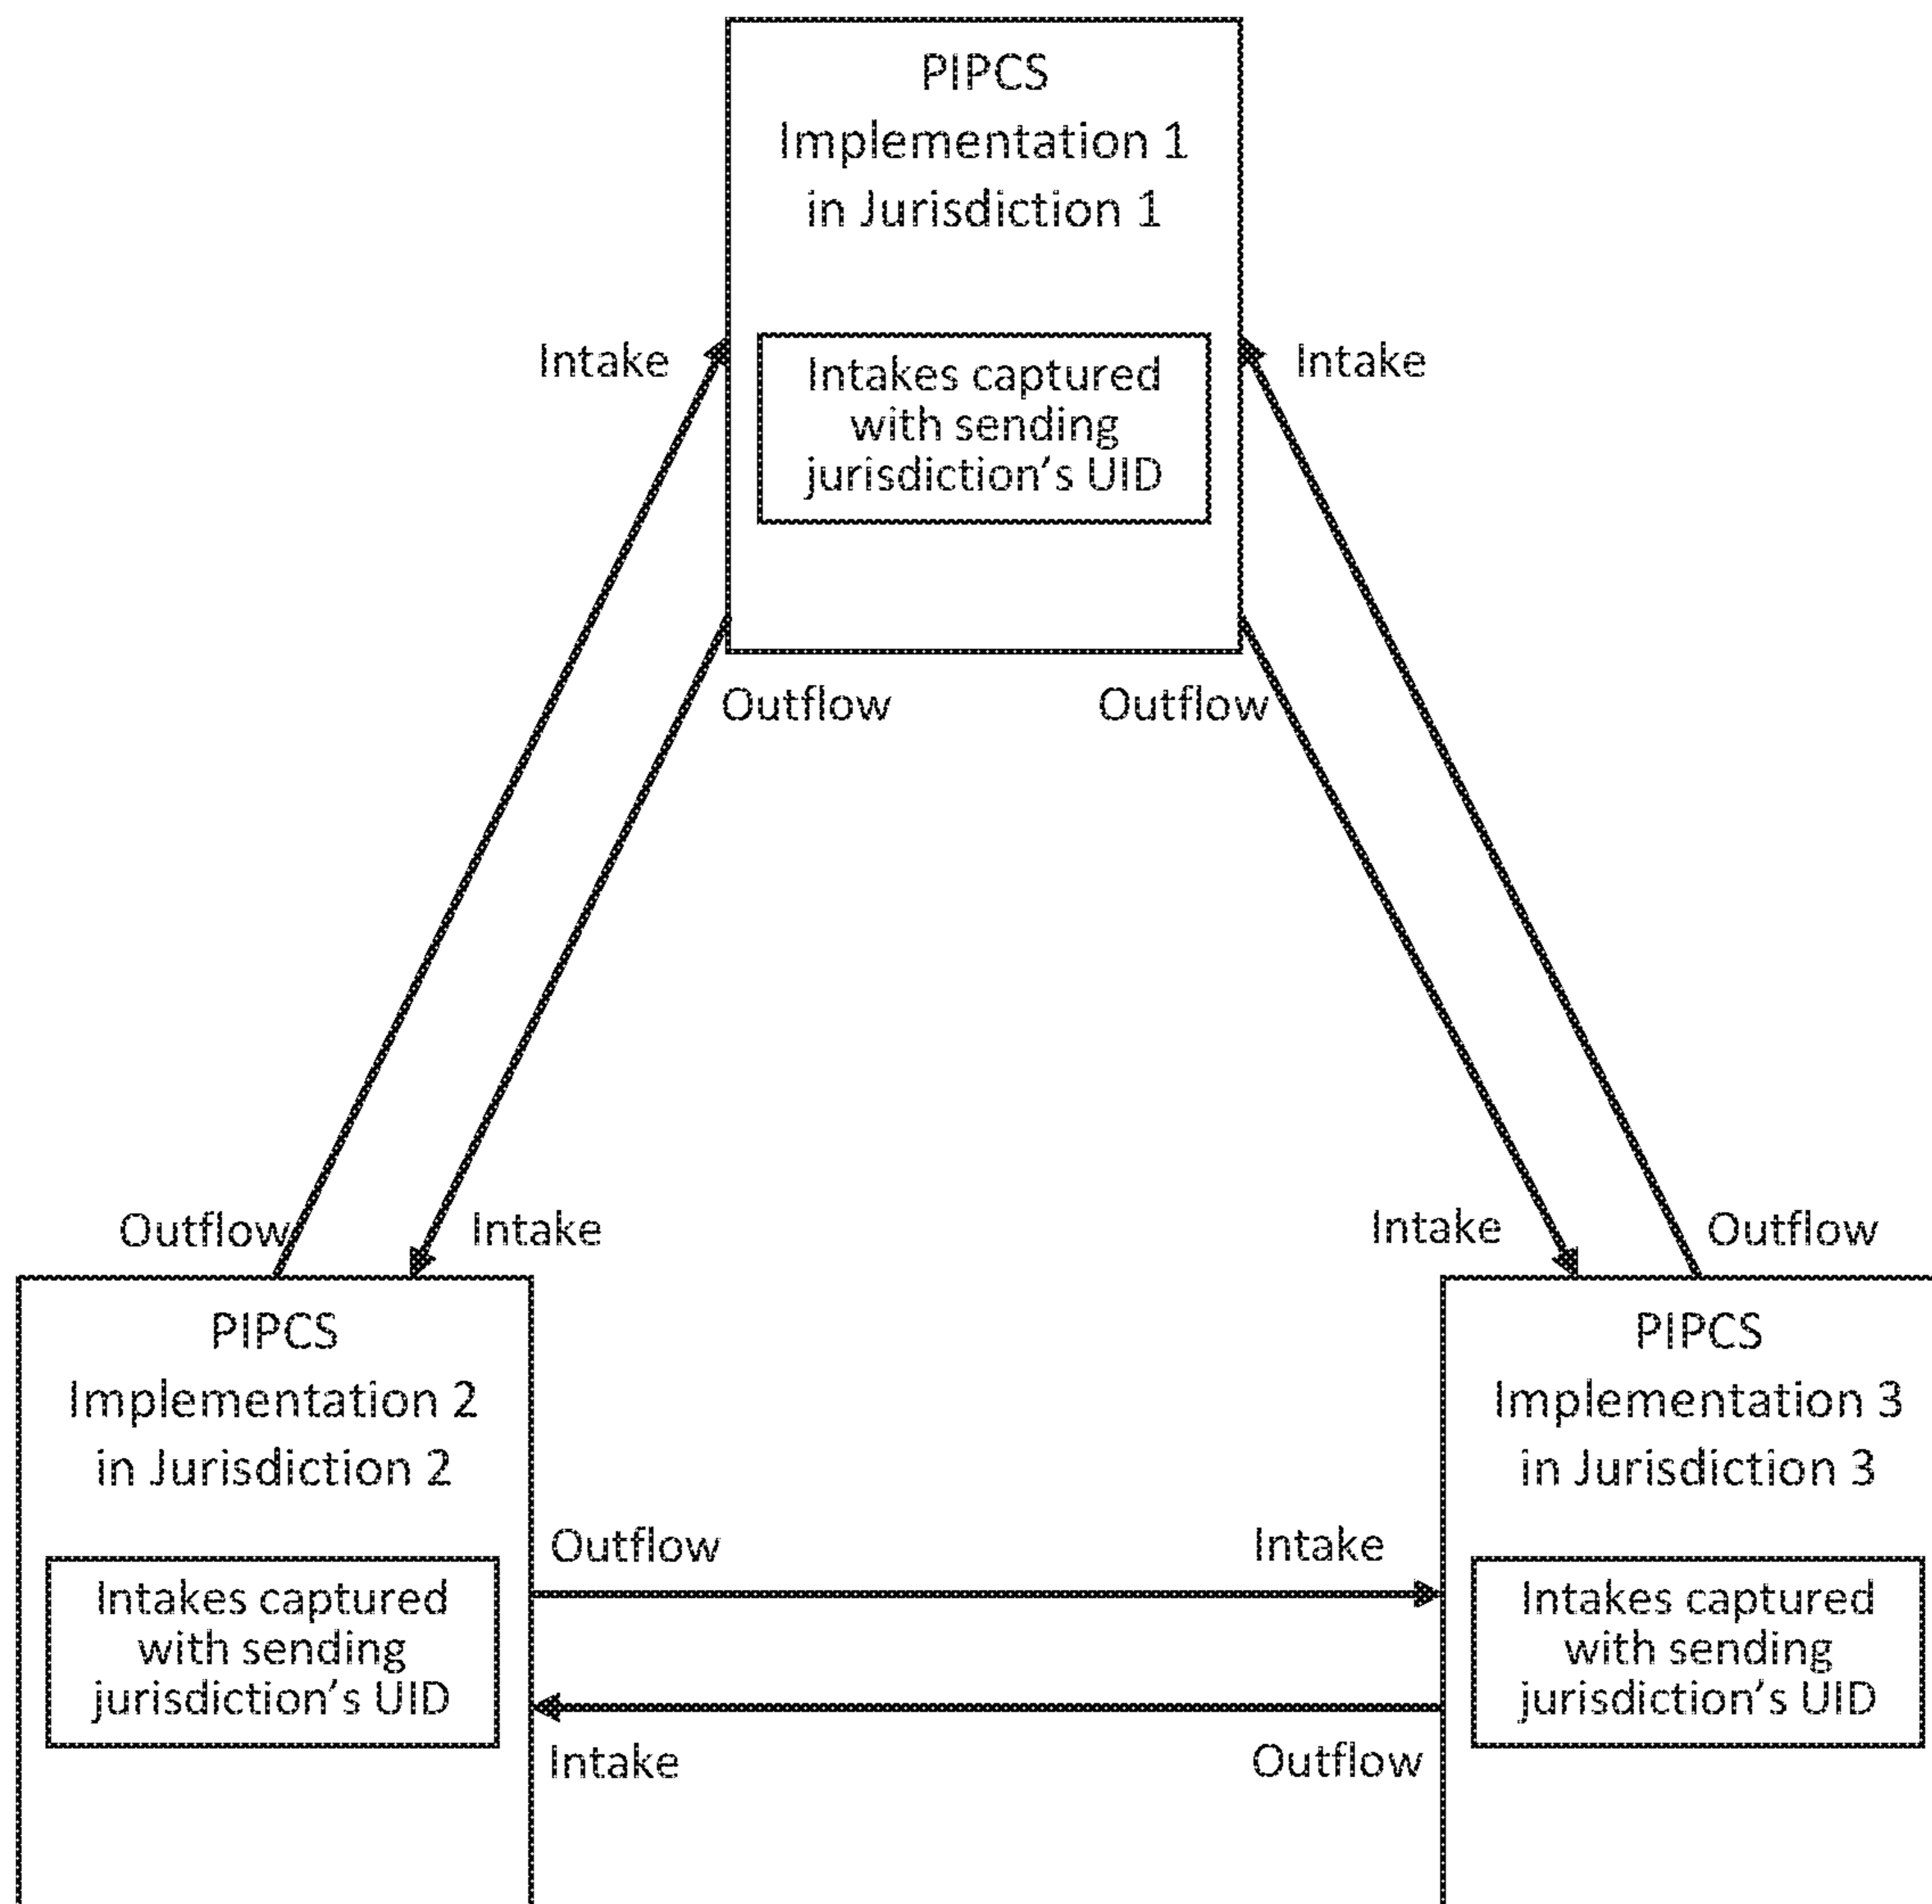 PIPCS
Implementation 1
in Jurisdiction 1
Intake
Intakes captured
with sending
jurisdiction's UID
Intake
Outflow
Outflow
Outflow
Intake
Intake
Outflow
PIPCS
Implementation 2
in Jurisdiction 2
Intakes captured
with sending
jurisdiction's UID
Outflow
Intake
Intake
Outflow
PIPCS
Implementation 3
in Jurisdiction 3
Intakes captured
with sending
jurisdiction's UID